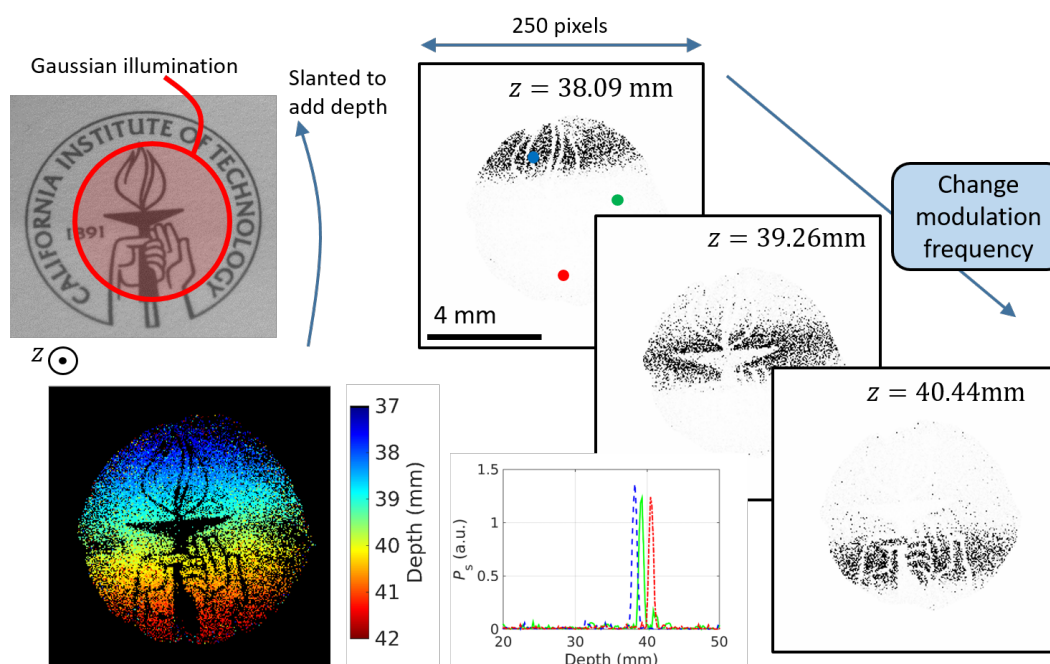 250 pixels
Gaussian illumination
Slanted to
add depth
z = 38.09 mm
CALIFORNIA INSTITUTE OF TECHNOLOGY
1891
4 mm
z
z = 39.26mm
Change
modulation
frequency
z = 40.44mm
37
38
39
40
41
42
Depth (mm)
1.5
1
0.5
0
Pₛ (a.u.)
20
30
40
50
Depth (mm)